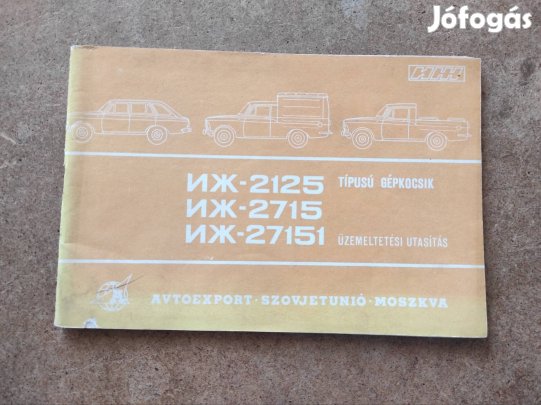 Jófogás
ИЖ
ИЖ-2125 TÍPUSÚ GÉPKOCSIK
ИЖ-2715
ИЖ-27151 ÜZEMELTETÉSI UTASÍTÁS
AVTOEXPORT · SZOVJETUNIÓ · MOSZKVA